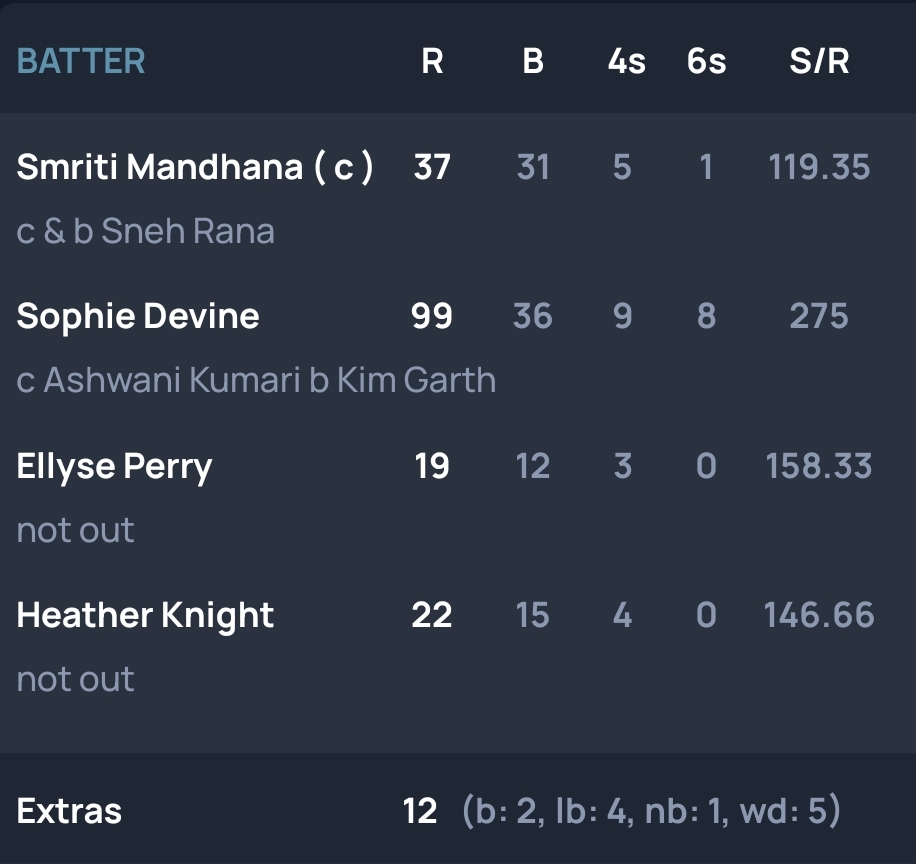 BATTER R B 4s 6s S/R
Smriti Mandhana ( c ) 37 31 5 1 119.35
c & b Sneh Rana
Sophie Devine 99 36 9 8 275
c Ashwani Kumari b Kim Garth
Ellyse Perry 19 12 3 0 158.33
not out
Heather Knight 22 15 4 0 146.66
not out
Extras 12 (b: 2, lb: 4, nb: 1, wd: 5)